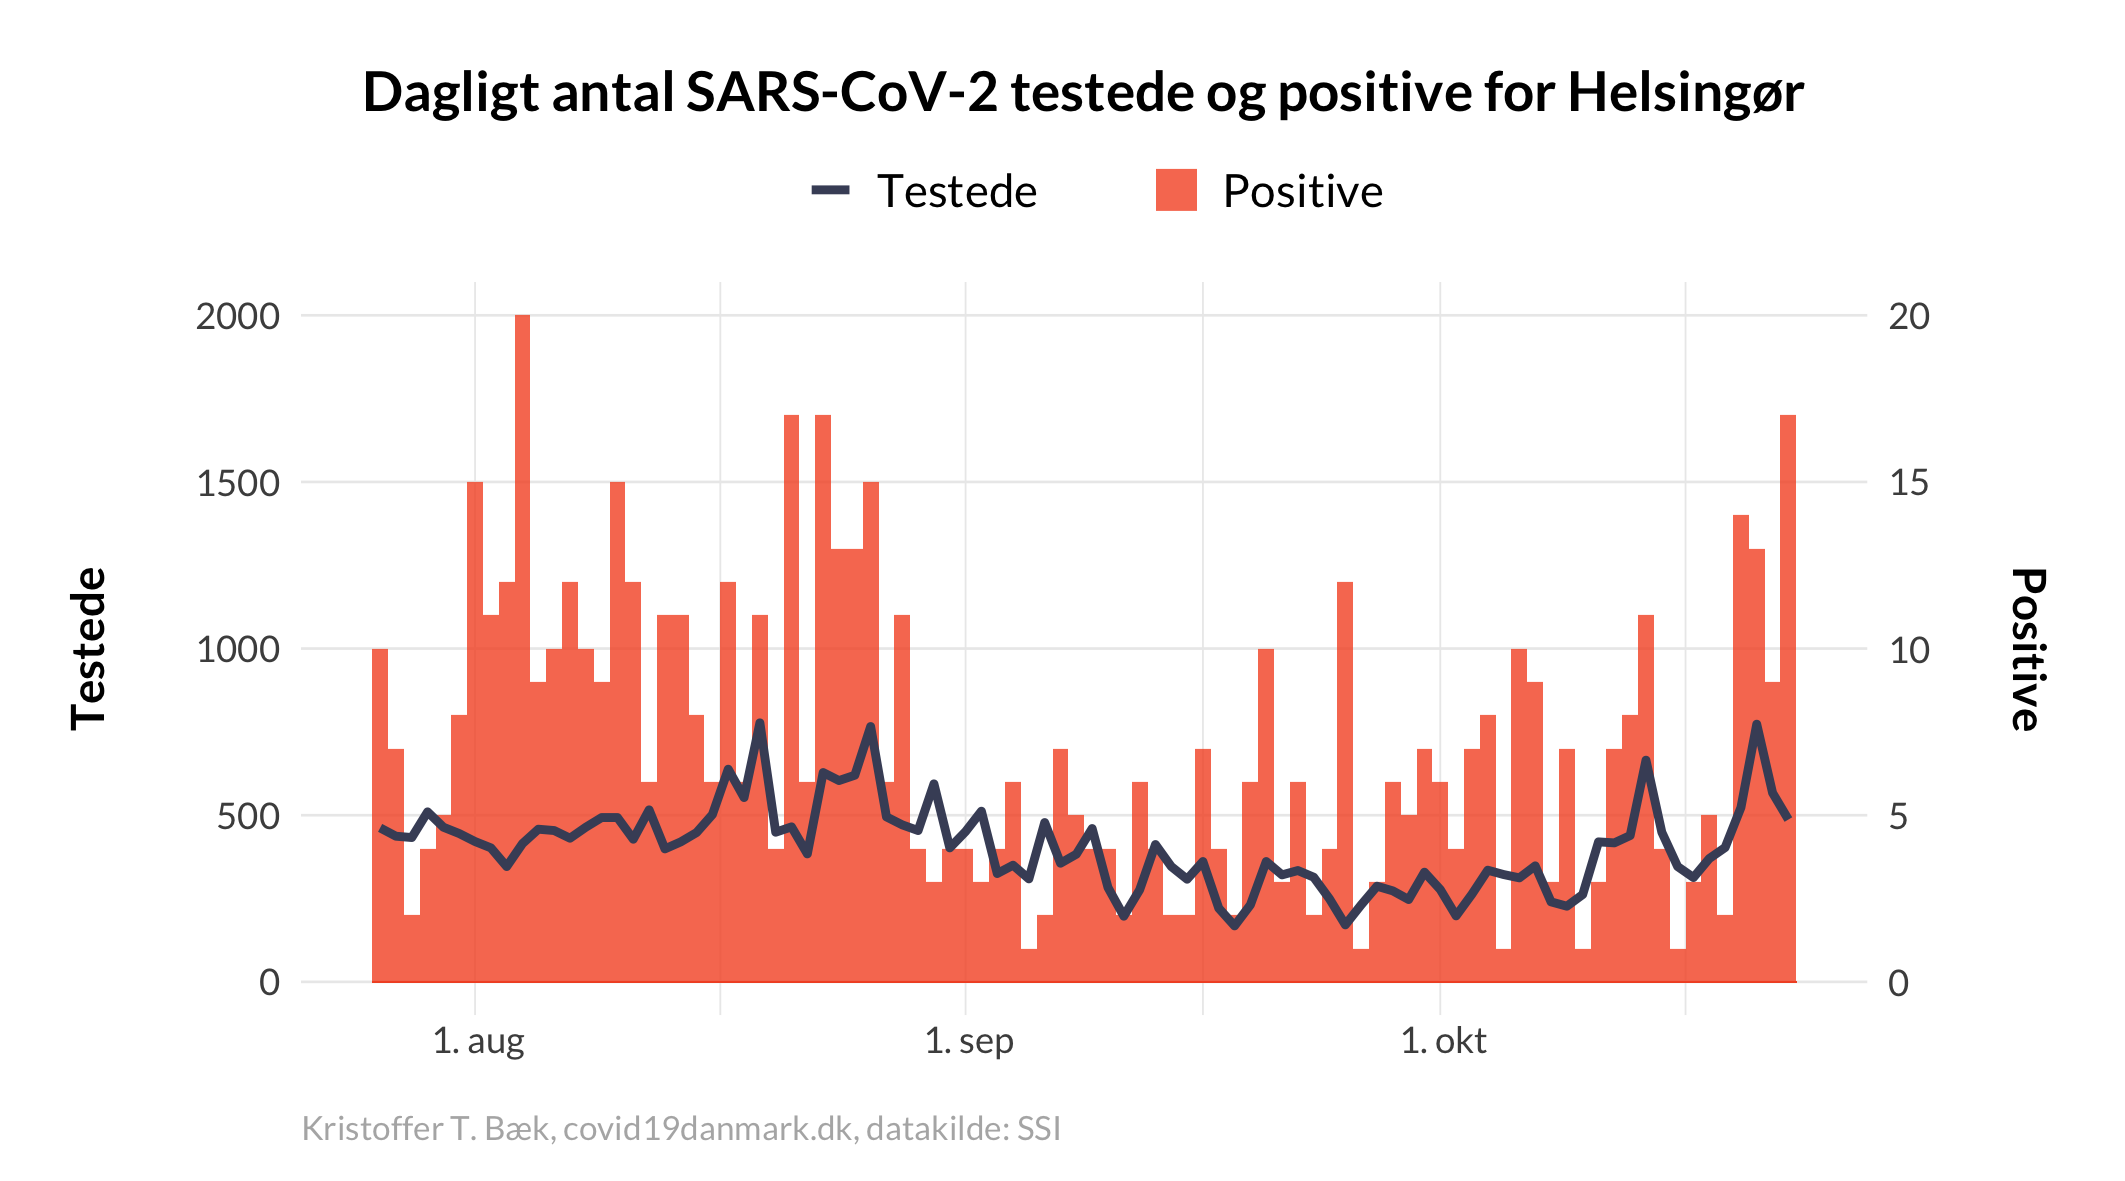 Dagligt antal SARS-CoV-2 testede og positive for Helsingør
Testede
Positive
2000
1500
1000
500
0
20
15
10
5
0
Testede
Positive
1. aug
1. sep
1. okt
Kristoffer T. Bæk, covid19danmark.dk, datakilde: SSI